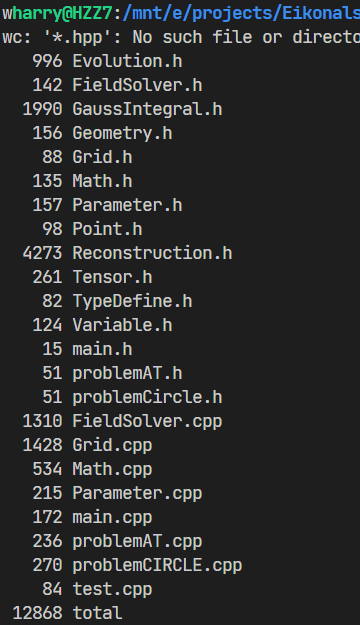 wharry@HZZ7:/mnt/e/projects/Eikonals
wc: '*.hpp': No such file or directo
996 Evolution.h
142 FieldSolver.h
1990 GaussIntegral.h
156 Geometry.h
88 Grid.h
135 Math.h
157 Parameter.h
98 Point.h
4273 Reconstruction.h
261 Tensor.h
82 TypeDefine.h
124 Variable.h
15 main.h
51 problemAT.h
51 problemCircle.h
1310 FieldSolver.cpp
1428 Grid.cpp
534 Math.cpp
215 Parameter.cpp
172 main.cpp
236 problemAT.cpp
270 problemCIRCLE.cpp
84 test.cpp
12868 total